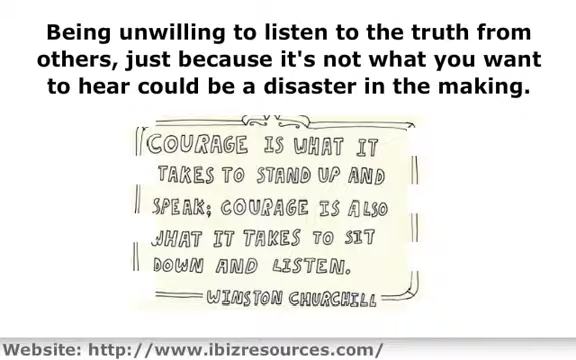 Being unwilling to listen to the truth from
others, just because it's not what you want
to hear could be a disaster in the making.
COURAGE IS WHAT IT
TAKES TO STAND UP AND
SPEAK; COURAGE IS ALSO
WHAT IT TAKES TO SIT
DOWN AND LISTEN.
WINSTON CHURCHILL
Website: http://www.ibizresources.com/